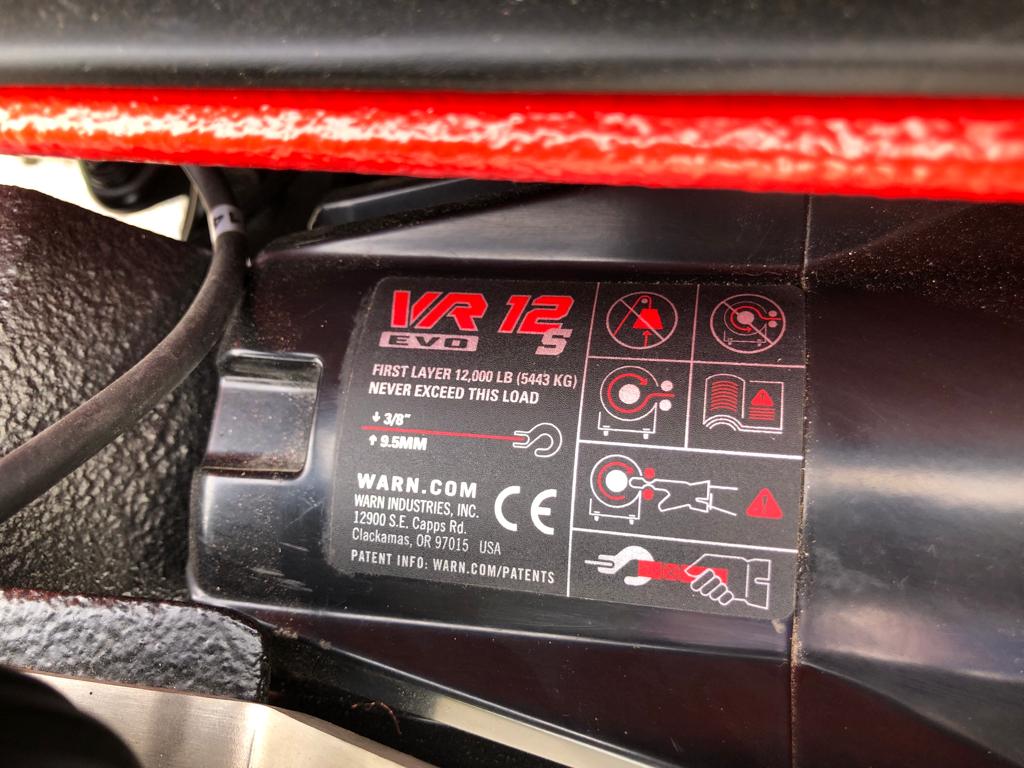 VR 12
EVO S
FIRST LAYER 12,000 LB (5443 KG)
NEVER EXCEED THIS LOAD
↓ 3/8"
↑ 9.5MM
WARN.COM
WARN INDUSTRIES, INC.
12900 S.E. Capps Rd.
Clackamas, OR 97015 USA
CE
PATENT INFO: WARN.COM/PATENTS